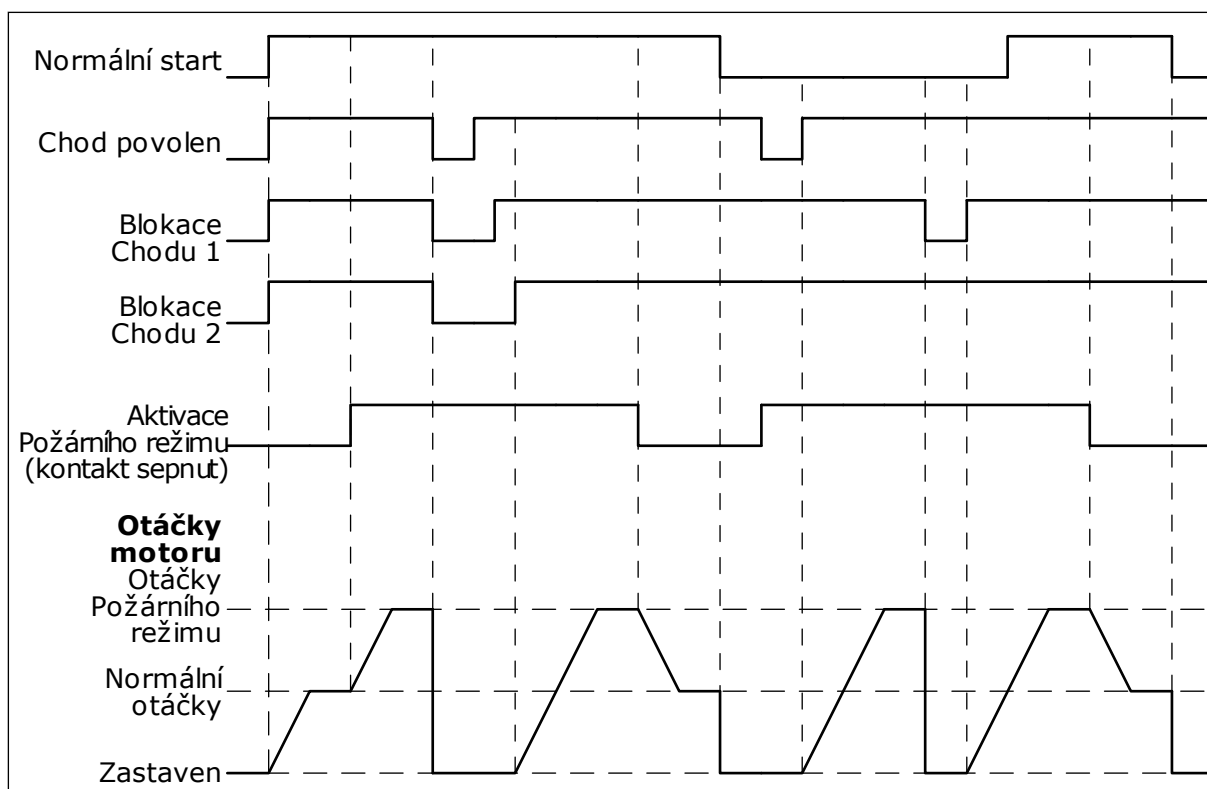 Normální start
Chod povolen
Blokace
Chodu 1
Blokace
Chodu 2
Aktivace
Požárního režimu
(kontakt sepnut)
Otáčky
motoru
Otáčky
Požárního
režimu
Normální
otáčky
Zastaven